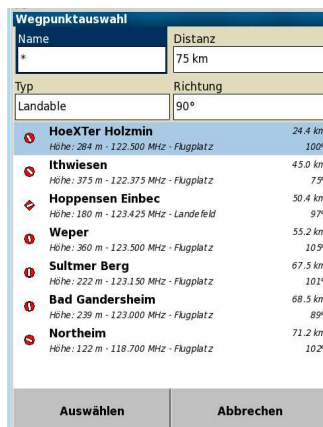 Wegpunktauswahl
Name Distanz
* 75 km
Typ Richtung
Landable 90°
HoeXTer Holzmin 24.4 km
Höhe: 284 m - 122.500 MHz - Flugplatz 100°
Ithwiesen 45.0 km
Höhe: 375 m - 122.375 MHz - Flugplatz 75°
Hoppensen Einbec 50.4 km
Höhe: 180 m - 123.425 MHz - Landefeld 97°
Weper 55.2 km
Höhe: 360 m - 123.500 MHz - Flugplatz 105°
Sultmer Berg 67.5 km
Höhe: 222 m - 123.150 MHz - Flugplatz 101°
Bad Gandersheim 68.5 km
Höhe: 239 m - 123.000 MHz - Flugplatz 89°
Northeim 71.2 km
Höhe: 122 m - 118.700 MHz - Flugplatz 102°
Auswählen Abbrechen